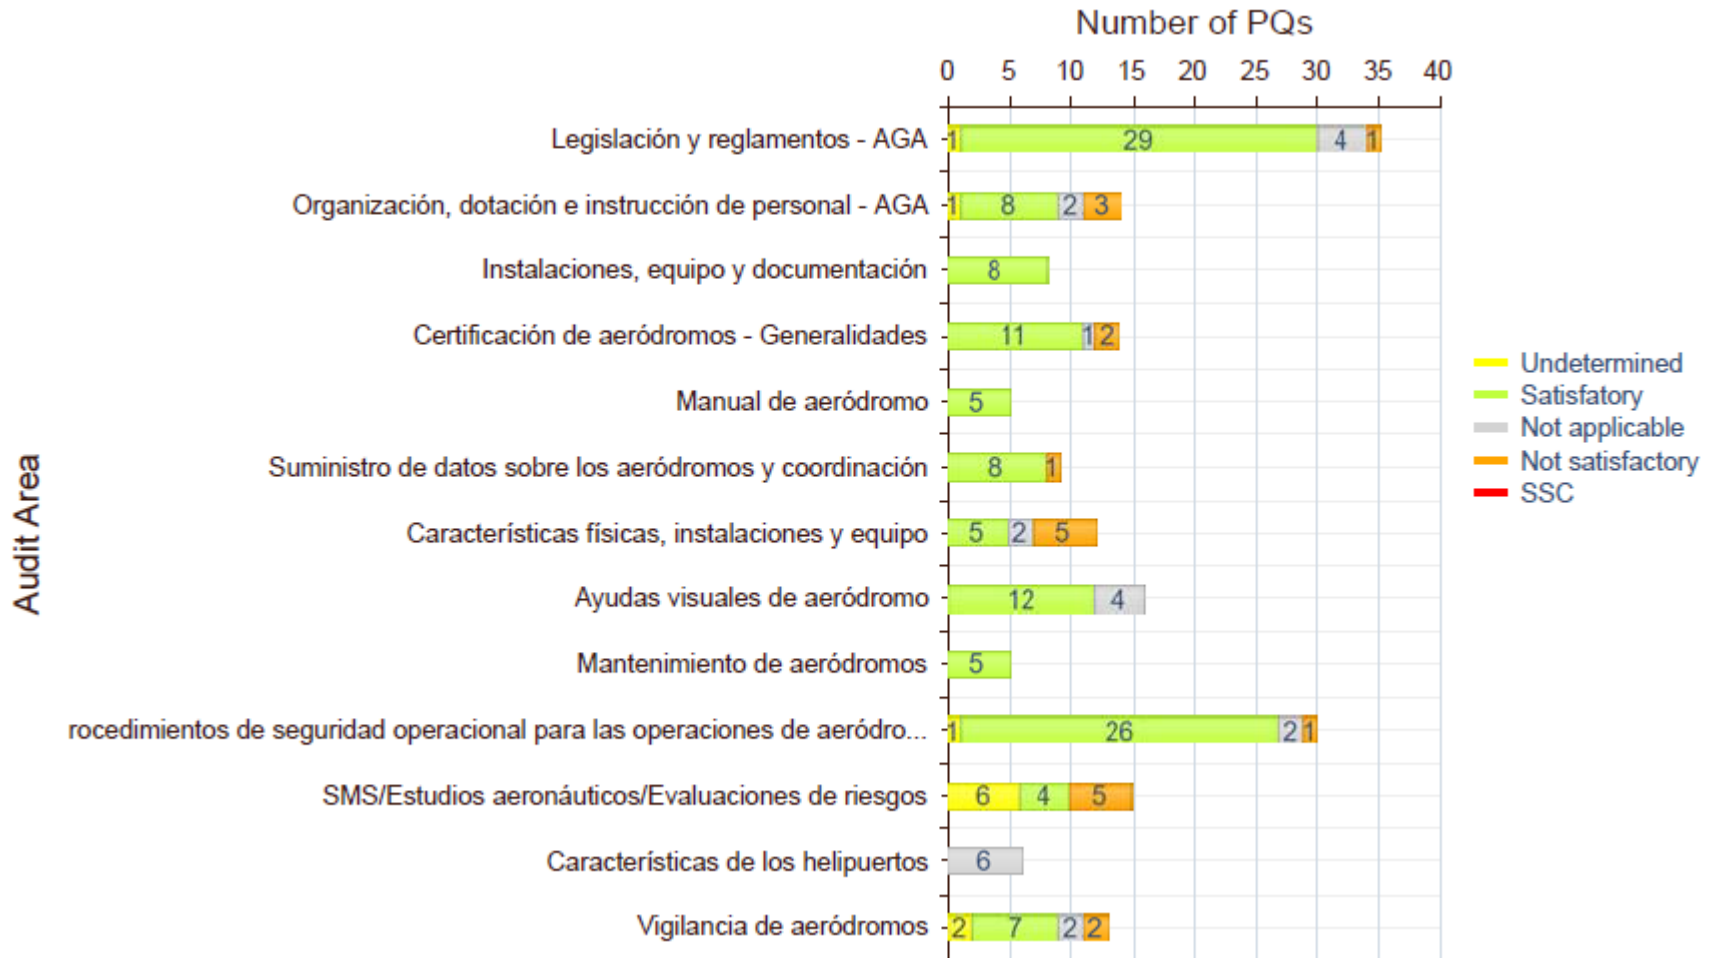 Number of PQs
0 5 10 15 20 25 30 35 40
Legislación y reglamentos - AGA 1 29 4 1
Organización, dotación e instrucción de personal - AGA 1 8 2 3
Instalaciones, equipo y documentación 8
Certificación de aeródromos - Generalidades 11 1 2
Manual de aeródromo 5
Suministro de datos sobre los aeródromos y coordinación 8 1
Características físicas, instalaciones y equipo 5 2 5
Ayudas visuales de aeródromo 12 4
Mantenimiento de aeródromos 5
rocedimientos de seguridad operacional para las operaciones de aeródro... 1 26 2 1
SMS/Estudios aeronáuticos/Evaluaciones de riesgos 6 4 5
Características de los helipuertos 6
Vigilancia de aeródromos 2 7 2 2
Audit Area
Undetermined
Satisfatory
Not applicable
Not satisfactory
SSC